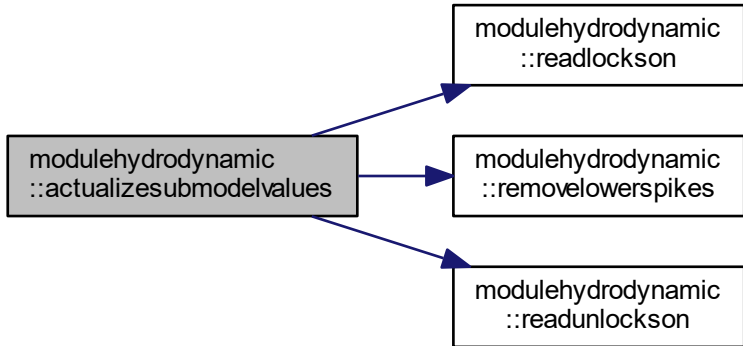 modulehydrodynamic
::readlockson
modulehydrodynamic
::actualizesubmodelvalues
modulehydrodynamic
::removelowerspikes
modulehydrodynamic
::readunlockson